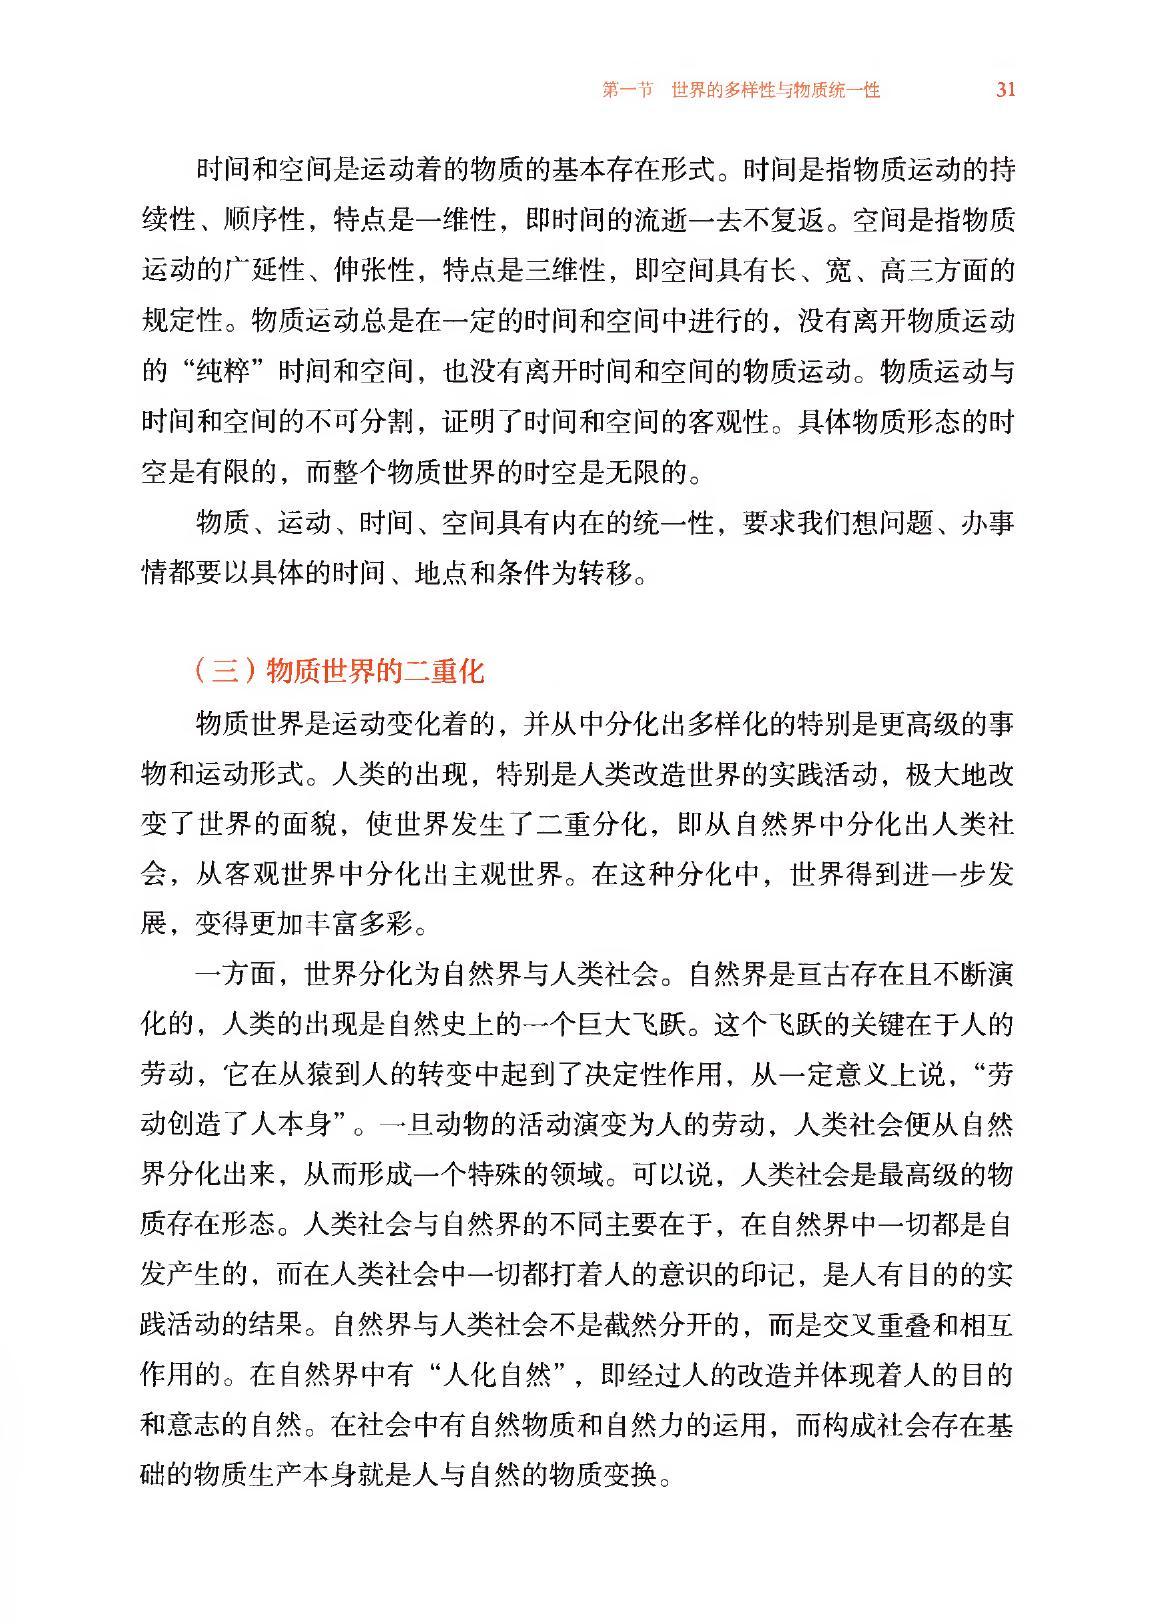 第一节 世界的多样性与物质统一性 31
时间和空间是运动着的物质的基本存在形式。时间是指物质运动的持
续性、顺序性，特点是一维性，即时间的流逝一去不复返。空间是指物质
运动的广延性、伸张性，特点是三维性，即空间具有长、宽、高三方面的
规定性。物质运动总是在一定的时间和空间中进行的，没有离开物质运动
的“纯粹”时间和空间，也没有离开时间和空间的物质运动。物质运动与
时间和空间的不可分割，证明了时间和空间的客观性。具体物质形态的时
空是有限的，而整个物质世界的时空是无限的。
物质、运动、时间、空间具有内在的统一性，要求我们想问题、办事
情都要以具体的时间、地点和条件为转移。
（三）物质世界的二重化
物质世界是运动变化着的，并从中分化出多样化的特别是更高级的事
物和运动形式。人类的出现，特别是人类改造世界的实践活动，极大地改
变了世界的面貌，使世界发生了二重分化，即从自然界中分化出人类社
会，从客观世界中分化出主观世界。在这种分化中，世界得到进一步发
展，变得更加丰富多彩。
一方面，世界分化为自然界与人类社会。自然界是亘古存在且不断演
化的，人类的出现是自然史上的一个巨大飞跃。这个飞跃的关键在于人的
劳动，它在从猿到人的转变中起到了决定性作用，从一定意义上说，“劳
动创造了人本身”。一旦动物的活动演变为人的劳动，人类社会便从自然
界分化出来，从而形成一个特殊的领域。可以说，人类社会是最高级的物
质存在形态。人类社会与自然界的不同主要在于，在自然界中一切都是自
发产生的，而在人类社会中一切都打着人的意识的印记，是人有目的的实
践活动的结果。自然界与人类社会不是截然分开的，而是交叉重叠和相互
作用的。在自然界中有“人化自然”，即经过人的改造并体现着人的目的
和意志的自然。在社会中有自然物质和自然力的运用，而构成社会存在基
础的物质生产本身就是人与自然的物质变换。